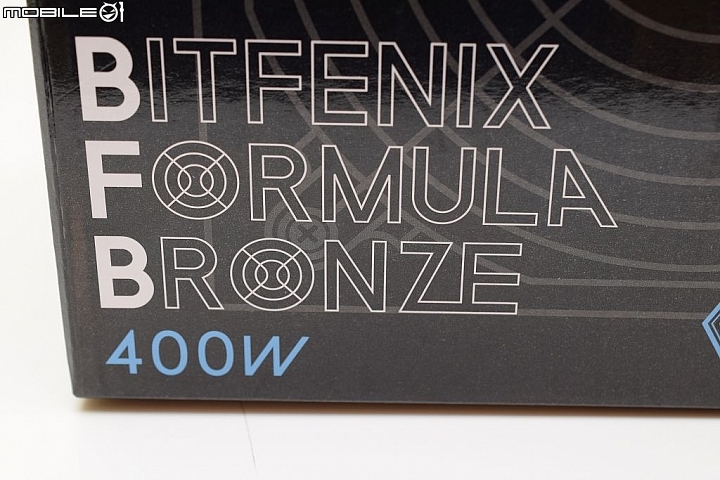 MOBILE01
BITFENIX
FORMULA
BRONZE
400W